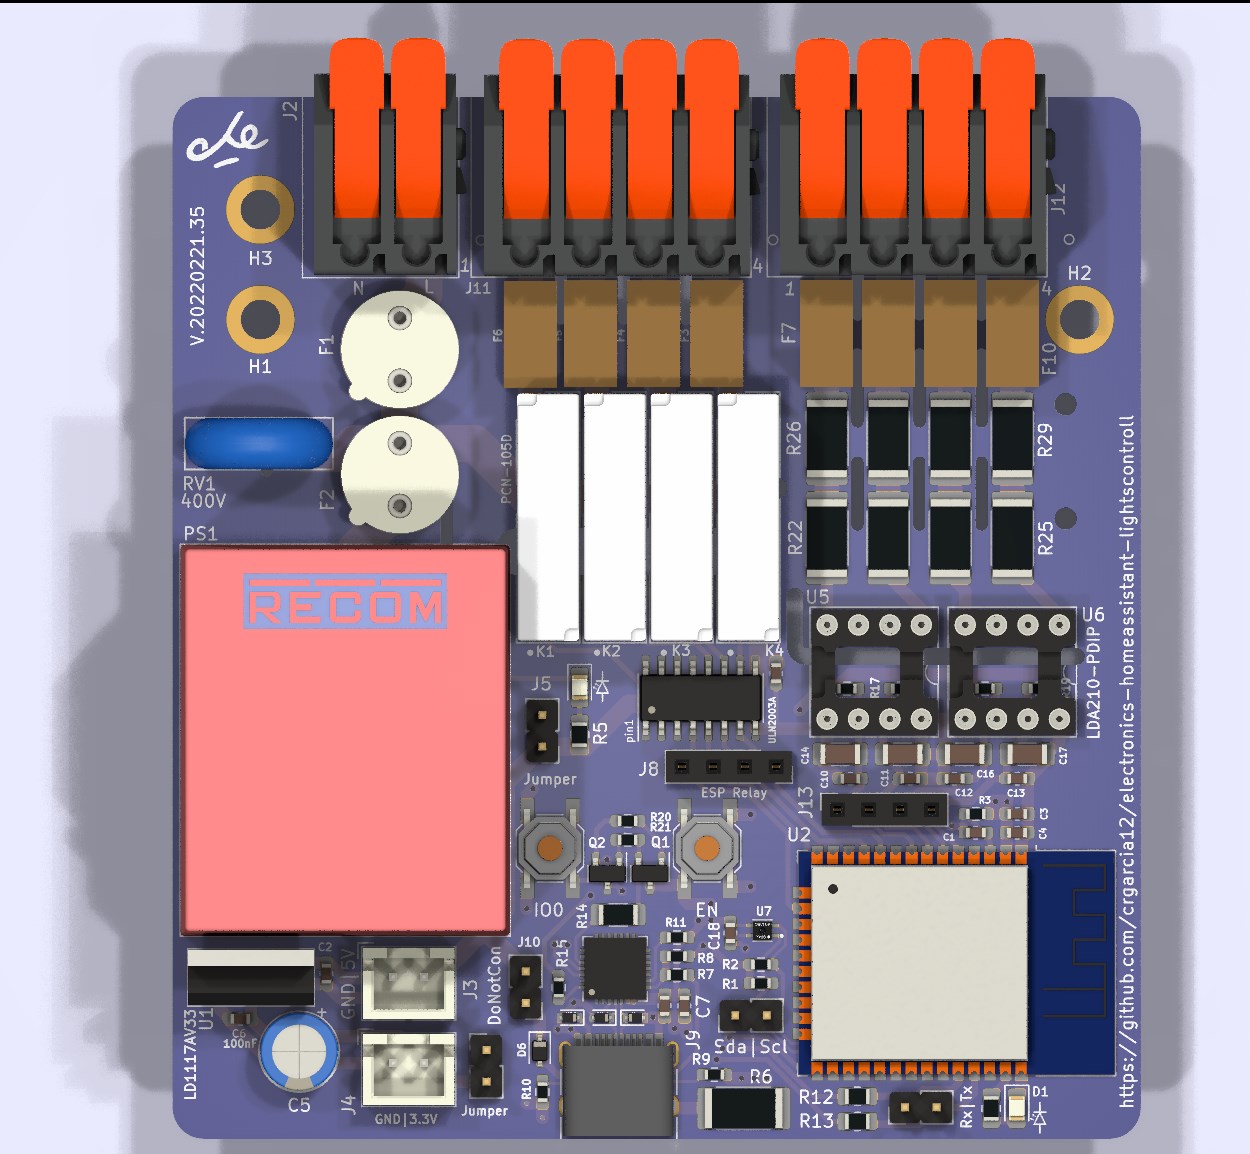 J2
che
V.20220221.35
H3
H1
N
L
1
J11
4
1
J12
H2
4
F1
F2
F6
F4
F3
F7
F10
RV1
400V
PS1
RECOM
PCN-105D
R26
R29
R22
R25
K1
K2
K3
K4
U5
U6
R17
LDA210-PDIP
https://github.com/crgarcia12/electronics-homeassistant-lightscontroll
J5
R5
Jumper
pin1
ULN2003A
J8
ESP Relay
C14
C17
C10
C11
C16
C12
C13
J13
R3
C3
C1
C4
U2
R20
R21
Q2
Q1
IO0
EN
R14
U7
R11
C18
R8
R7
R2
R1
J10
R15
DoNotCon
C2
GND|5V
J3
U1
C6
100nF
LD1117AV33
C5
J4
GND|3.3V
Jumper
D6
R10
C7
J9
Sda|Scl
R9
R6
R12
R13
Rx|Tx
D1